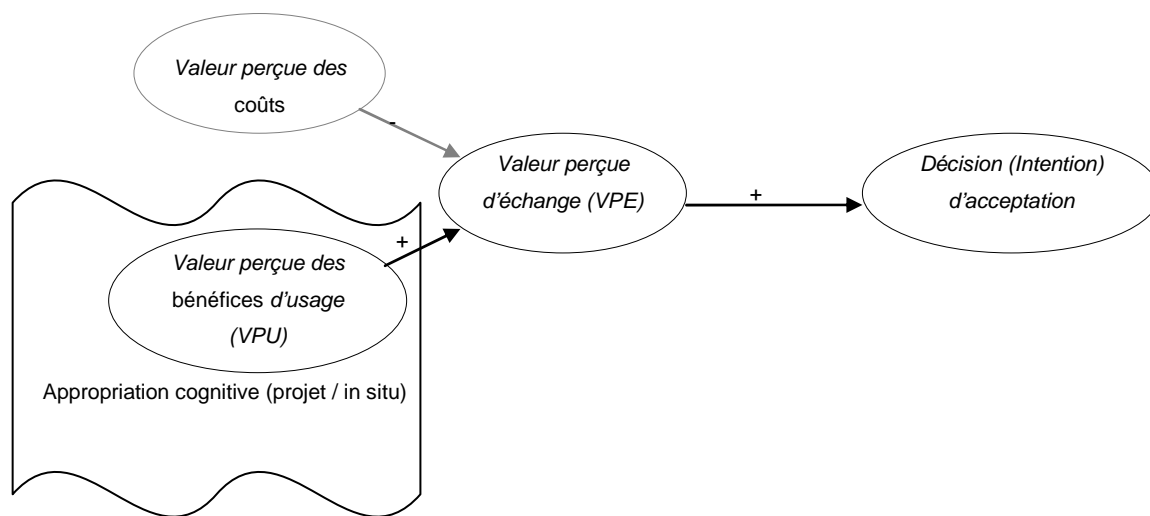 Valeur perçue des
coûts
-
Valeur perçue
d'échange (VPE)
+
Décision (Intention)
d'acceptation
+
Valeur perçue des
bénéfices d'usage
(VPU)
Appropriation cognitive (projet / in situ)